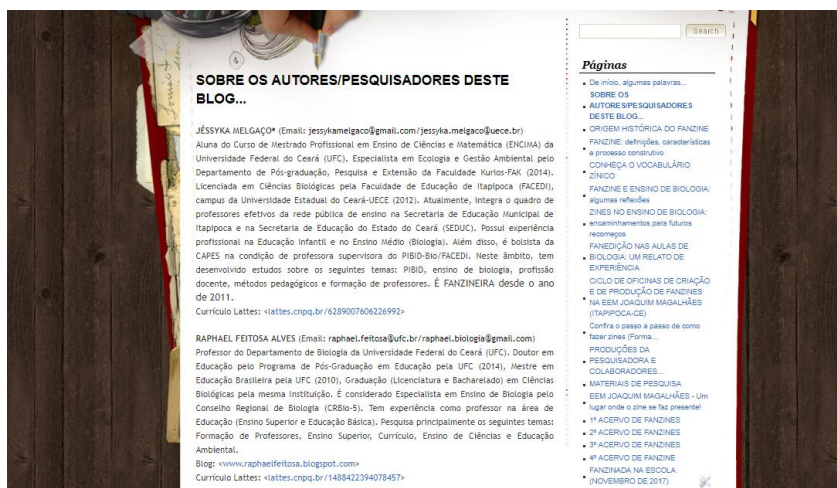 SOBRE OS AUTORES/PESQUISADORES DESTE
BLOG...
JÉSSYKA MELGAÇO* (Email: jessykamelgaco@gmail.com/jessyka.melgaco@uece.br)
Aluna do Curso de Mestrado Profissional em Ensino de Ciências e Matemática (ENCIMA) da
Universidade Federal do Ceará (UFC). Especialista em Ecologia e Gestão Ambiental pelo
Departamento de Pós-graduação, Pesquisa e Extensão da Faculdade Kurios-FAK (2014).
Licenciada em Ciências Biológicas pela Faculdade de Educação de Itapipoca (FACEDI),
campus da Universidade Estadual do Ceará-UECE (2012). Atualmente, integra o quadro de
professores efetivos da rede pública de ensino na Secretaria de Educação Municipal de
Itapipoca e na Secretaria de Educação do Estado do Ceará (SEDUC). Possui experiência
profissional na Educação Infantil e no Ensino Médio (Biologia). Além disso, é bolsista da
CAPES na condição de professora supervisora do PIBID-Bio/FACEDI. Neste âmbito, tem
desenvolvido estudos sobre os seguintes temas: PIBID, ensino de biologia, profissão
docente, métodos pedagógicos e formação de professores. É FANZINEIRA desde o ano
de 2011.
Currículo Lattes: <lattes.cnpq.br/6289007606226992>
RAPHAEL FEITOSA ALVES (Email: raphael.feitosa@ufc.br/raphael.biologia@gmail.com)
Professor do Departamento de Biologia da Universidade Federal do Ceará (UFC). Doutor em
Educação pelo Programa de Pós-Graduação em Educação pela UFC (2014), Mestre em
Educação Brasileira pela UFC (2010), Graduação (Licenciatura e Bacharelado) em Ciências
Biológicas pela mesma instituição. É considerado Especialista em Ensino de Biologia pelo
Conselho Regional de Biologia (CRBio-5). Tem experiência como professor na área de
Educação (Ensino Superior e Educação Básica). Pesquisa principalmente os seguintes temas:
Formação de Professores, Ensino Superior, Currículo, Ensino de Ciências e Educação
Ambiental.
Blog: <www.raphaelfeitosa.blogspot.com>
Currículo Lattes: <lattes.cnpq.br/1488422394078457>
Search
Páginas
De início, algumas palavras...
SOBRE OS
AUTORES/PESQUISADORES
DESTE BLOG...
ORIGEM HISTÓRICA DO FANZINE
FANZINE: definições, características
e processo construtivo
CONHEÇA O VOCABULÁRIO
ZÍNICO
FANZINE E ENSINO DE BIOLOGIA:
algumas reflexões
ZINES NO ENSINO DE BIOLOGIA:
encaminhamentos para futuros
recomeços
FANEDIÇÃO NAS AULAS DE
BIOLOGIA: UM RELATO DE
EXPERIÊNCIA
CICLO DE OFICINAS DE CRIAÇÃO
E DE PRODUÇÃO DE FANZINES
NA EEM JOAQUIM MAGALHÃES
(ITAPIPOCA-CE)
Confira o passo a passo de como
fazer zines (Forma...
PRODUÇÕES DA
PESQUISADORA E
COLABORADORES...
MATERIAIS DE PESQUISA
EEM JOAQUIM MAGALHÃES - Um
lugar onde o zine se faz presente!
1º ACERVO DE FANZINES
2º ACERVO DE FANZINES
3º ACERVO DE FANZINES
4º ACERVO DE FANZINE
FANZINADA NA ESCOLA
(NOVEMBRO DE 2017)